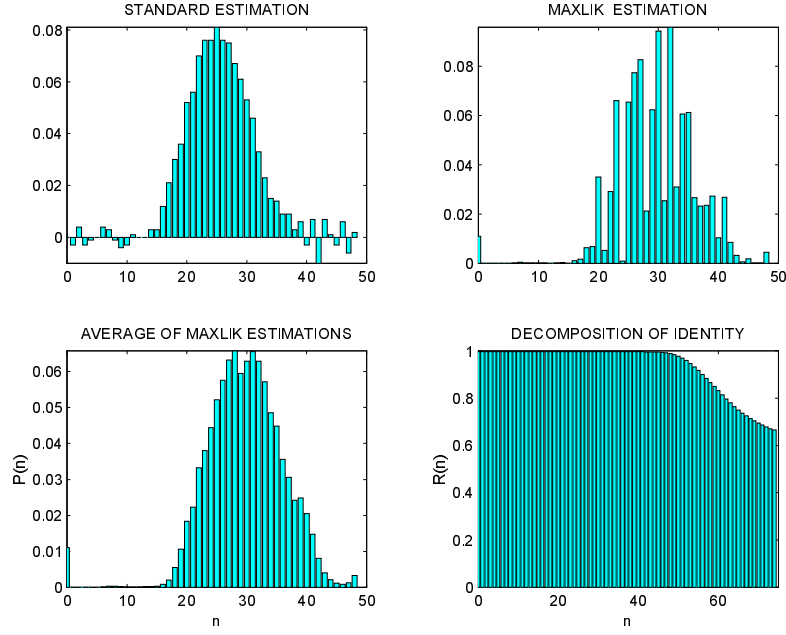 STANDARD ESTIMATION
0.08
0.06
0.04
0.02
0
0 10 20 30 40 50
MAXLIK ESTIMATION
0.08
0.06
0.04
0.02
0
0 10 20 30 40 50
AVERAGE OF MAXLIK ESTIMATIONS
P(n)
0.06
0.05
0.04
0.03
0.02
0.01
0
0 10 20 30 40 50
n
DECOMPOSITION OF IDENTITY
R(n)
1
0.8
0.6
0.4
0.2
0
0 20 40 60
n